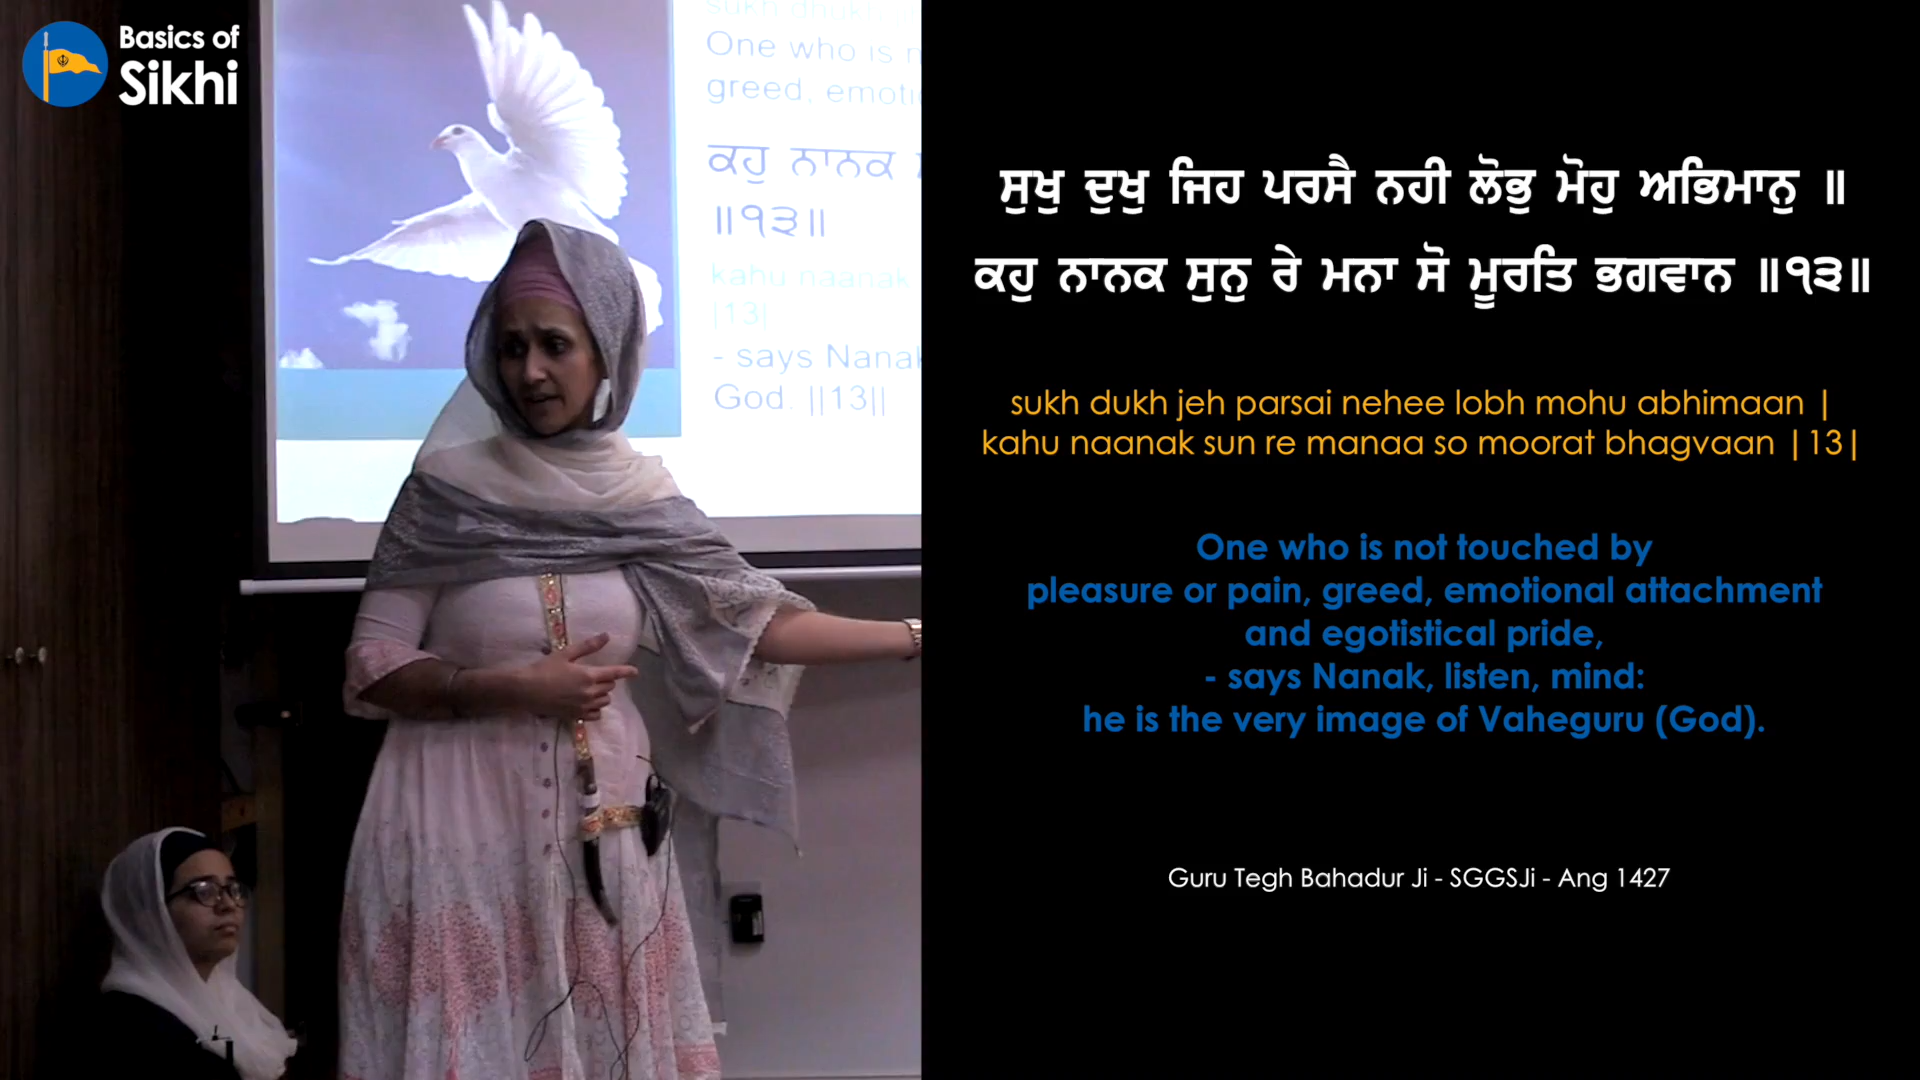 Basics of
Sikhi
sukh dhukh
One who is
greed,
ਕਹੁ ਨਾਨਕ
॥੧੩॥
kahu naanak
|13|
- says Nanak
God. ||13||
ਸੁਖੁ ਦੁਖੁ ਜਿਹ ਪਰਸੈ ਨਹੀ ਲੋਭੁ ਮੋਹੁ ਅਭਿਮਾਨੁ ॥
ਕਹੁ ਨਾਨਕ ਸੁਨੁ ਰੇ ਮਨਾ ਸੋ ਮੂਰਤਿ ਭਗਵਾਨ ॥੧੩॥
sukh dukh jeh parsai nehee lobh mohu abhimaan |
kahu naanak sun re manaa so moorat bhagvaan |13|
One who is not touched by
pleasure or pain, greed, emotional attachment
and egotistical pride,
- says Nanak, listen, mind:
he is the very image of Vaheguru (God).
Guru Tegh Bahadur Ji - SGGSJi - Ang 1427